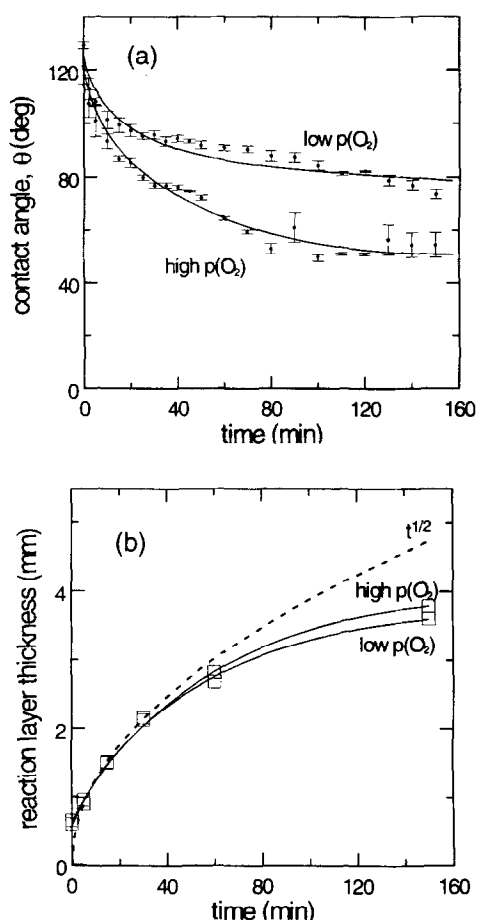 (a)
120
80
40
0
contact angle, θ (deg)
low p(O₂)
high p(O₂)
0 40 80 120 160
time (min)
(b)
4
2
0
reaction layer thickness (mm)
t^1/2
high p(O₂)
low p(O₂)
0 40 80 120 160
time (min)